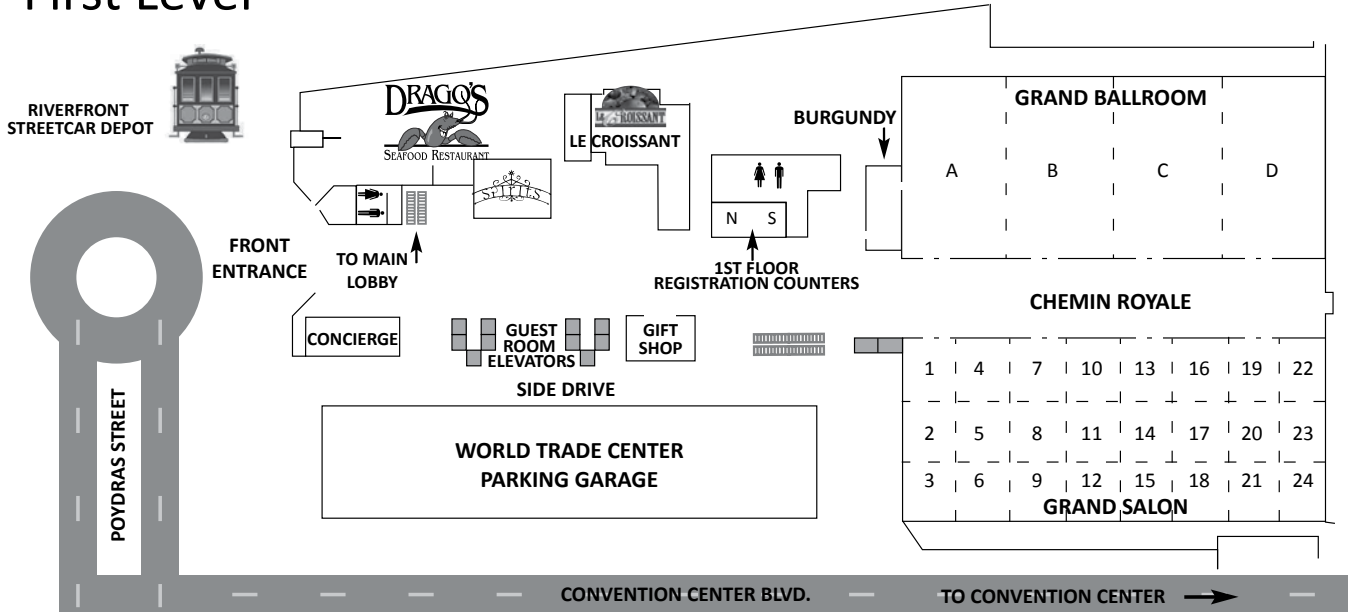 First Level
RIVERFRONT
STREETCAR DEPOT
DRAGO'S
SEAFOOD RESTAURANT
LE CROISSANT
LE CROISSANT
SPIRITS
BURGUNDY
GRAND BALLROOM
A B C D
N S
FRONT
ENTRANCE
TO MAIN
LOBBY
1ST FLOOR
REGISTRATION COUNTERS
CHEMIN ROYALE
CONCIERGE
GUEST
ROOM
ELEVATORS
GIFT
SHOP
SIDE DRIVE
1 4 7 10 13 16 19 22
2 5 8 11 14 17 20 23
3 6 9 12 15 18 21 24
GRAND SALON
WORLD TRADE CENTER
PARKING GARAGE
POYDRAS STREET
CONVENTION CENTER BLVD.
TO CONVENTION CENTER